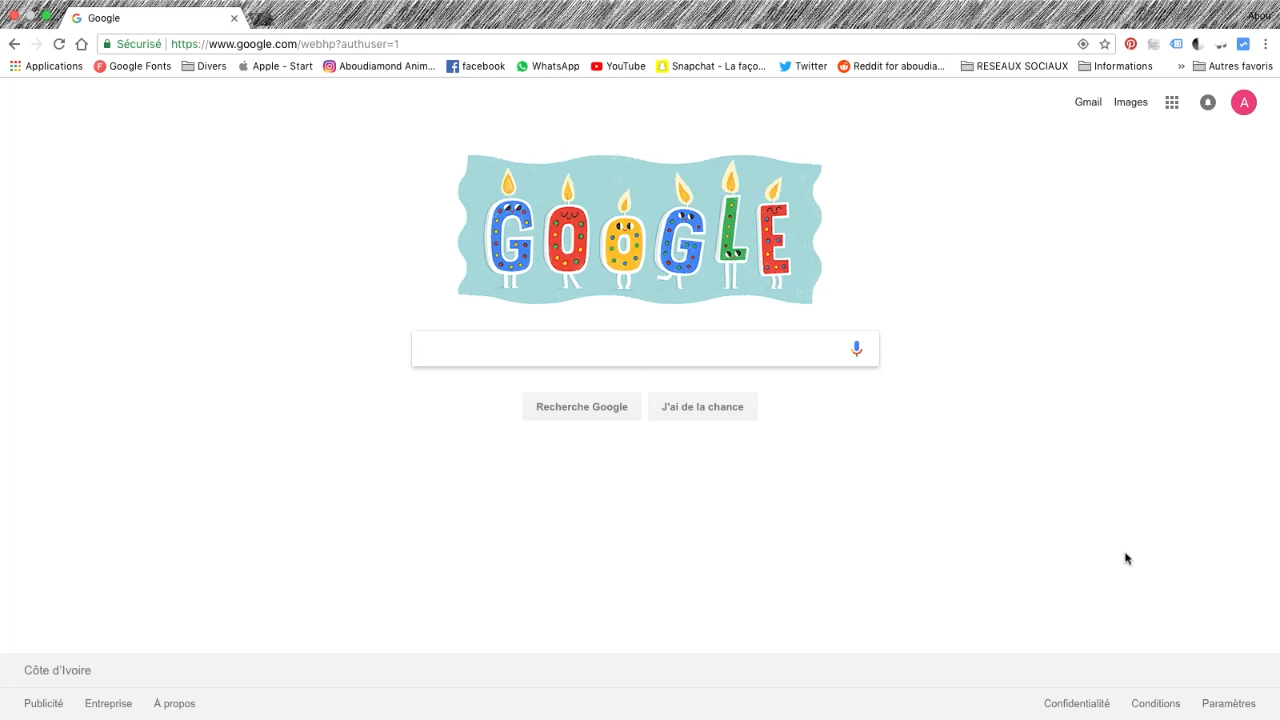 Google
Abou
Sécurisé https://www.google.com/webhp?authuser=1
Applications Google Fonts Divers Apple - Start Aboudiamond Anim... facebook WhatsApp YouTube Snapchat - La faço... Twitter Reddit for aboudia... RESEAUX SOCIAUX Informations » Autres favoris
Gmail Images A
GOOGLE
Recherche Google J'ai de la chance
Côte d'Ivoire
Publicité Entreprise À propos Confidentialité Conditions Paramètres